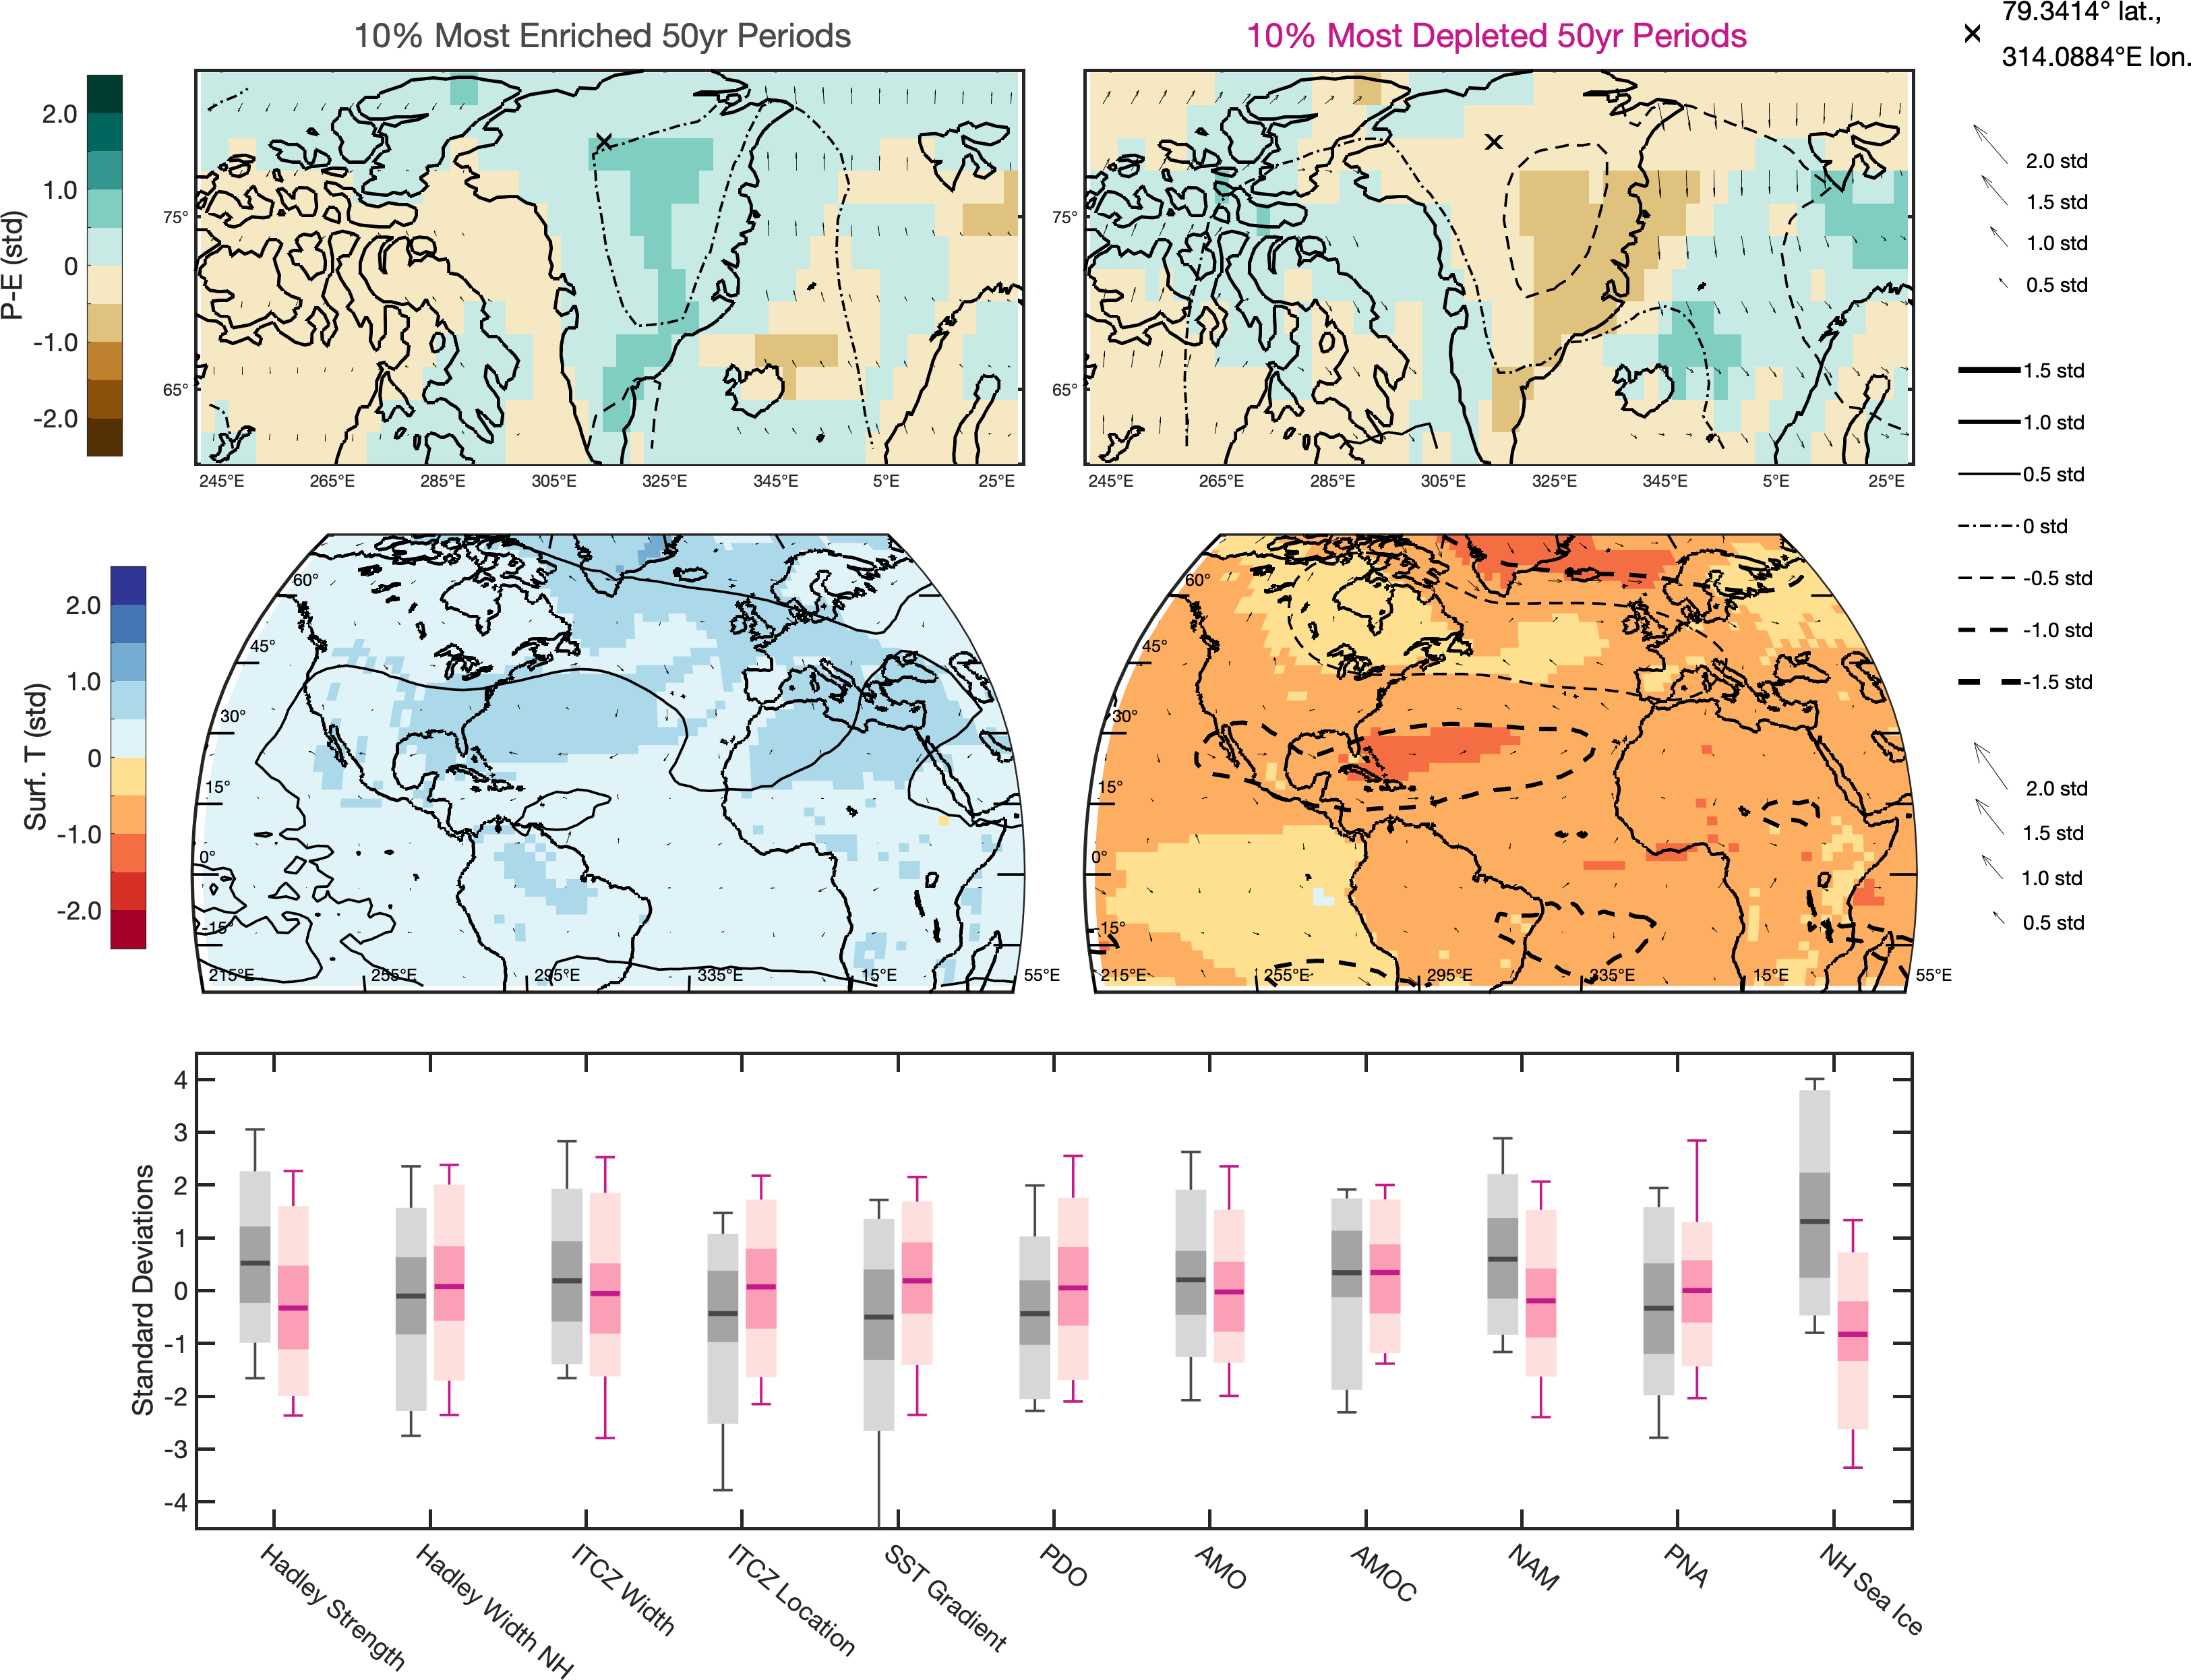 10% Most Enriched 50yr Periods
10% Most Depleted 50yr Periods
79.3414° lat.,
314.0884°E lon.
P-E (std)
2.0
1.0
0
-1.0
-2.0
75°
65°
245°E 265°E 285°E 305°E 325°E 345°E 5°E 25°E
75°
65°
245°E 265°E 285°E 305°E 325°E 345°E 5°E 25°E
2.0 std
1.5 std
1.0 std
0.5 std
1.5 std
1.0 std
0.5 std
0 std
-0.5 std
-1.0 std
-1.5 std
Surf. T (std)
2.0
1.0
0
-1.0
-2.0
60°
45°
30°
15°
0°
-15°
215°E 255°E 295°E 335°E 15°E 55°E
60°
45°
30°
15°
0°
-15°
215°E 255°E 295°E 335°E 15°E 55°E
2.0 std
1.5 std
1.0 std
0.5 std
Standard Deviations
4
3
2
1
0
-1
-2
-3
-4
Hadley Strength
Hadley Width NH
ITCZ Width
ITCZ Location
SST Gradient
PDO
AMO
AMOC
NAM
PNA
NH Sea Ice